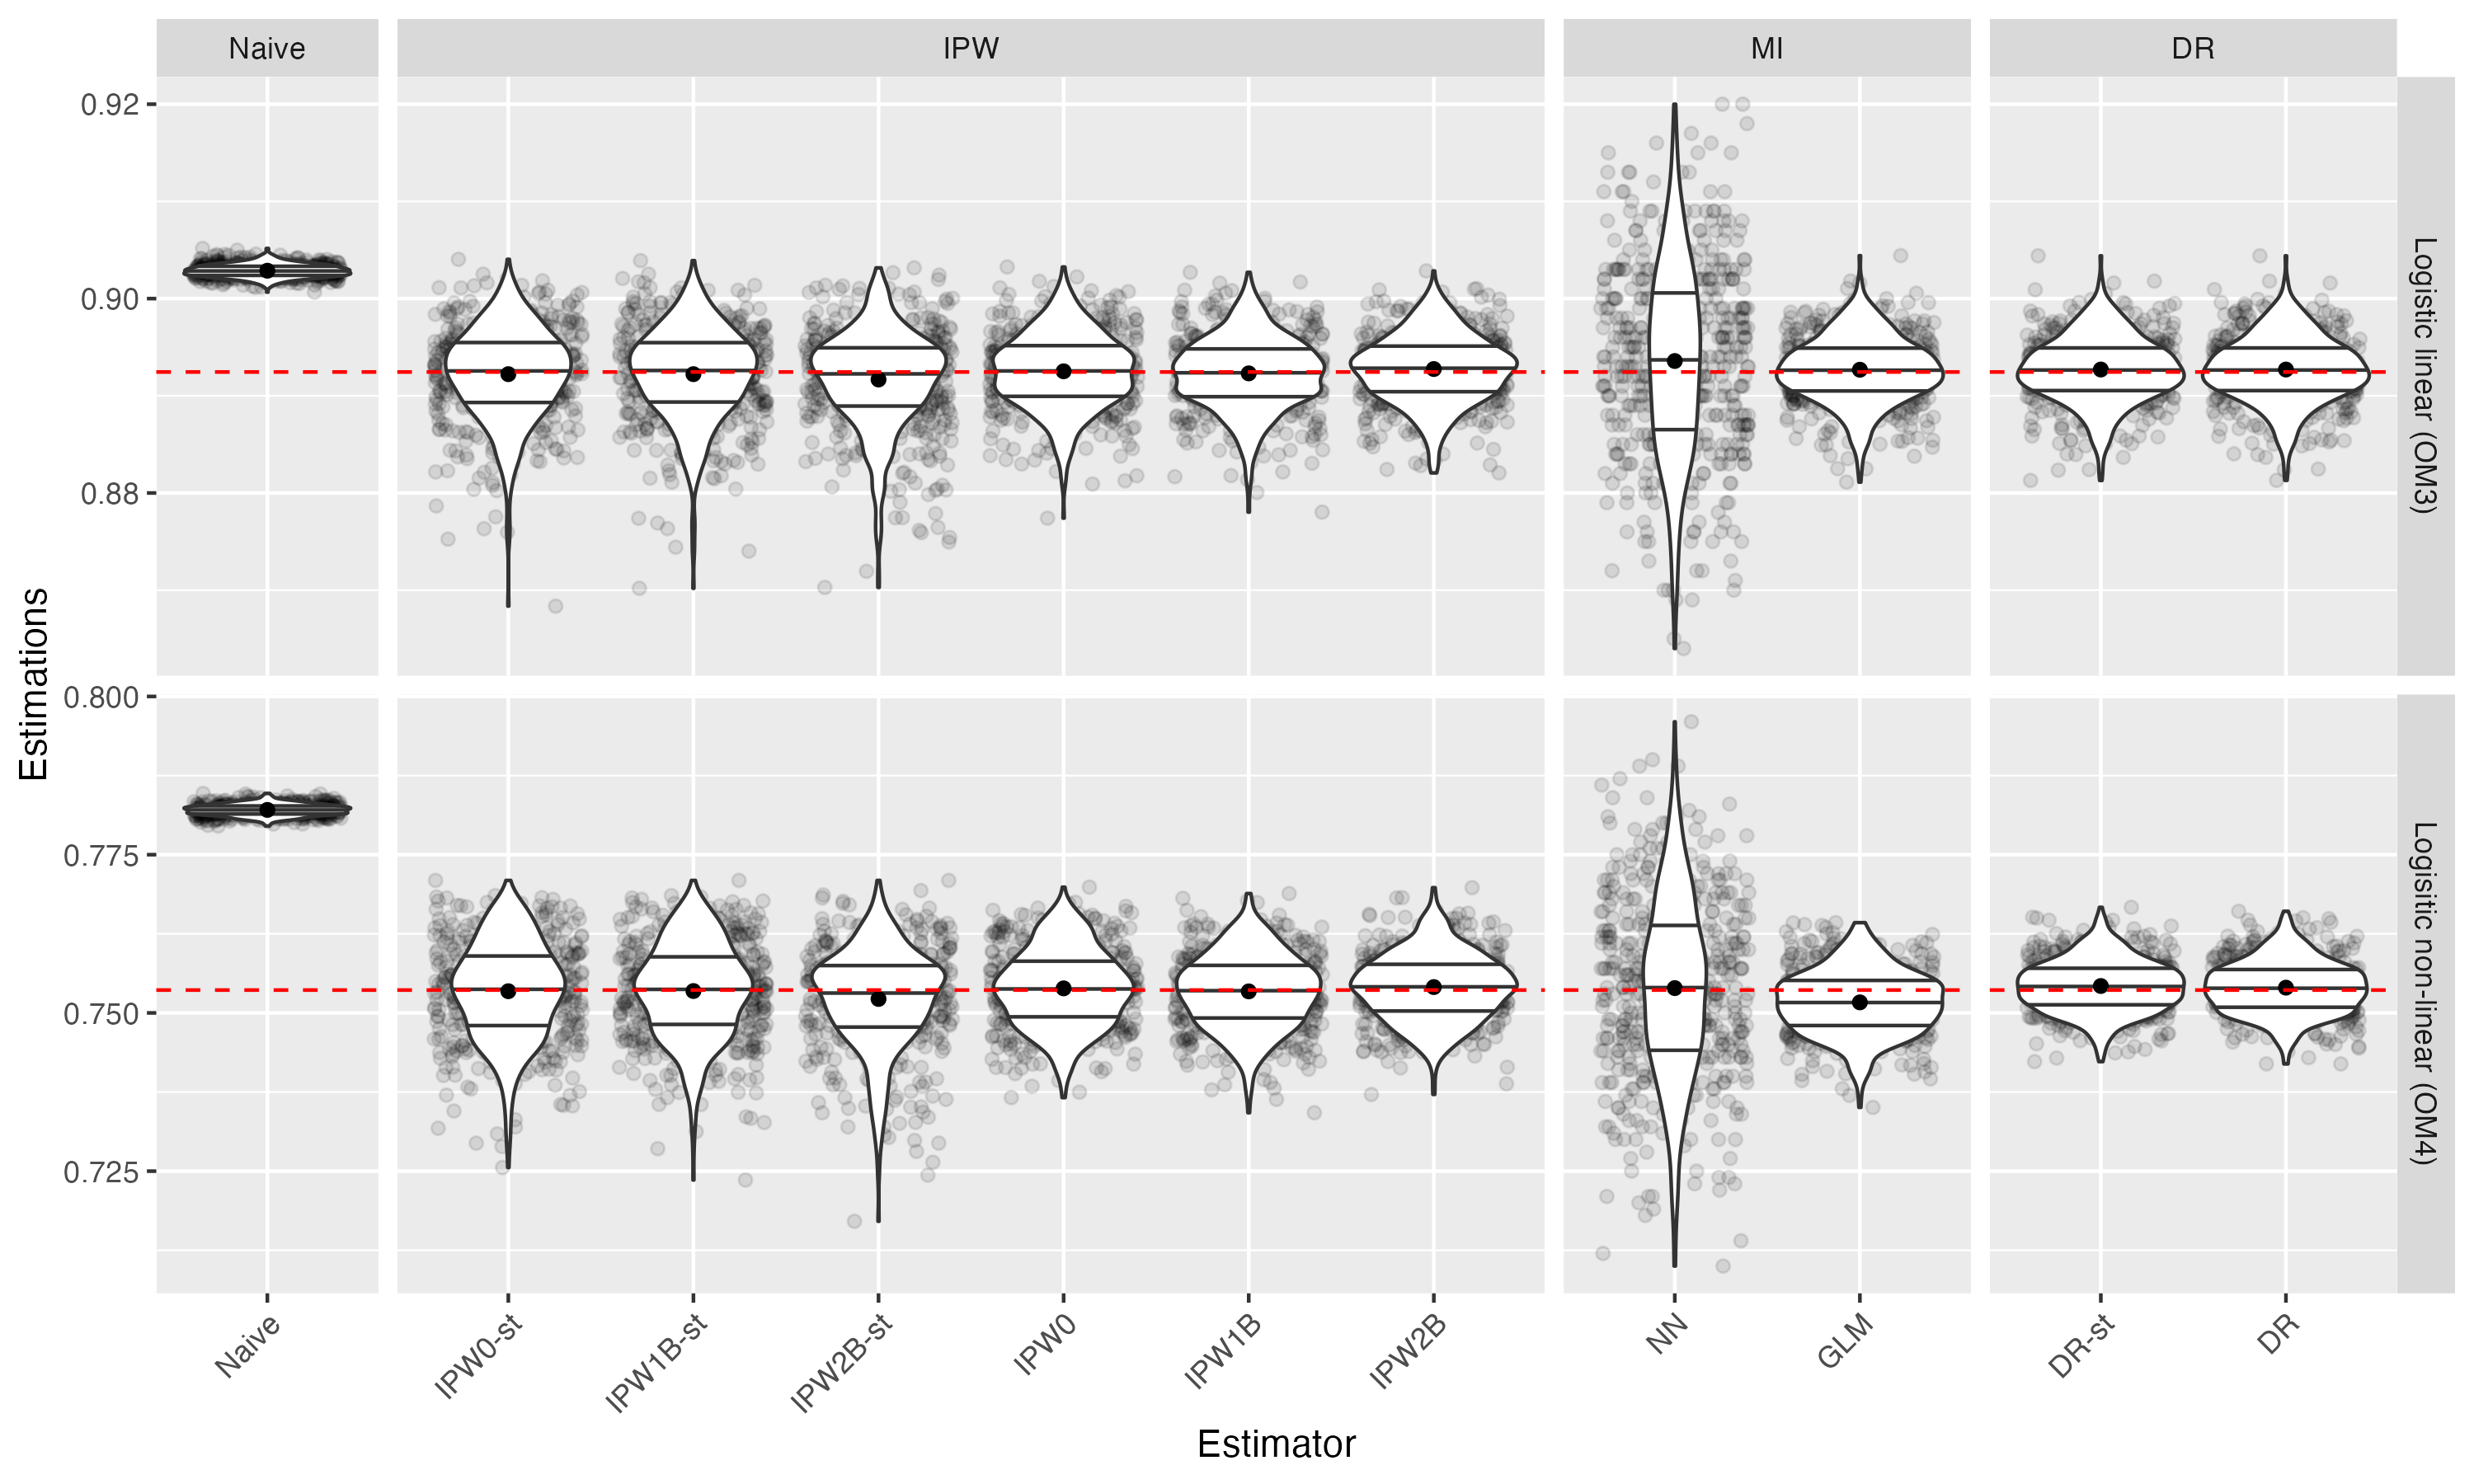 Naive
IPW
MI
DR
0.92
0.90
0.88
Logistic linear (OM3)
Estimations
0.800
0.775
0.750
0.725
Logisitic non-linear (OM4)
Naive
IPW0-st
IPW1B-st
IPW2B-st
IPW0
IPW1B
IPW2B
NN
GLM
DR-st
DR
Estimator